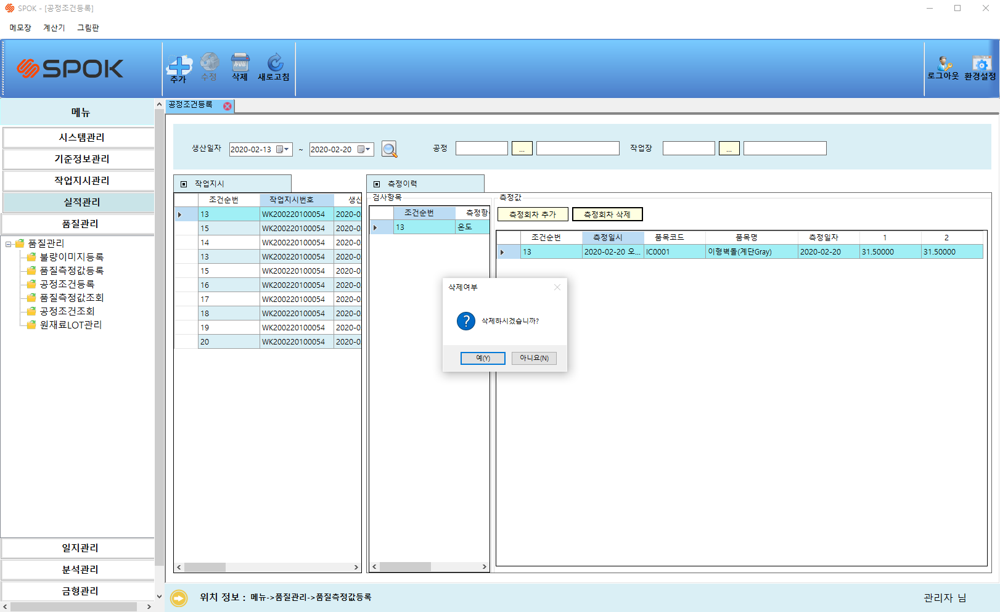 SPOK - [공정조건등록]
메모장 계산기 그림판
SPOK
추가 수정 삭제 새로고침 로그아웃 환경설정
메뉴
시스템관리
기준정보관리
작업지시관리
실적관리
품질관리
품질관리
불량이미지등록
품질측정값등록
공정조건등록
품질측정값조회
공정조건조회
원재료LOT관리
일지관리
분석관리
금형관리
공정조건등록
생산일자 2020-02-13 ~ 2020-02-20 공정 ... 작업장 ...
작업지시
조건순번 작업지시번호 생산
13 WK200220100054 2020-0
15 WK200220100054 2020-0
14 WK200220100054 2020-0
13 WK200220100054 2020-0
15 WK200220100054 2020-0
16 WK200220100054 2020-0
17 WK200220100054 2020-0
18 WK200220100054 2020-0
19 WK200220100054 2020-0
20 WK200220100054 2020-0
측정이력
검사항목
조건순번 측정항
13 온도
측정값
측정회차 추가 측정회차 삭제
조건순번 측정일시 품목코드 품목명 측정일자 1 2
13 2020-02-20 오... IC0001 이형벽돌(계단Gray) 2020-02-20 31.50000 31.50000
삭제여부
삭제하시겠습니까?
예(Y) 아니요(N)
위치 정보 : 메뉴->품질관리->품질측정값등록
관리자 님